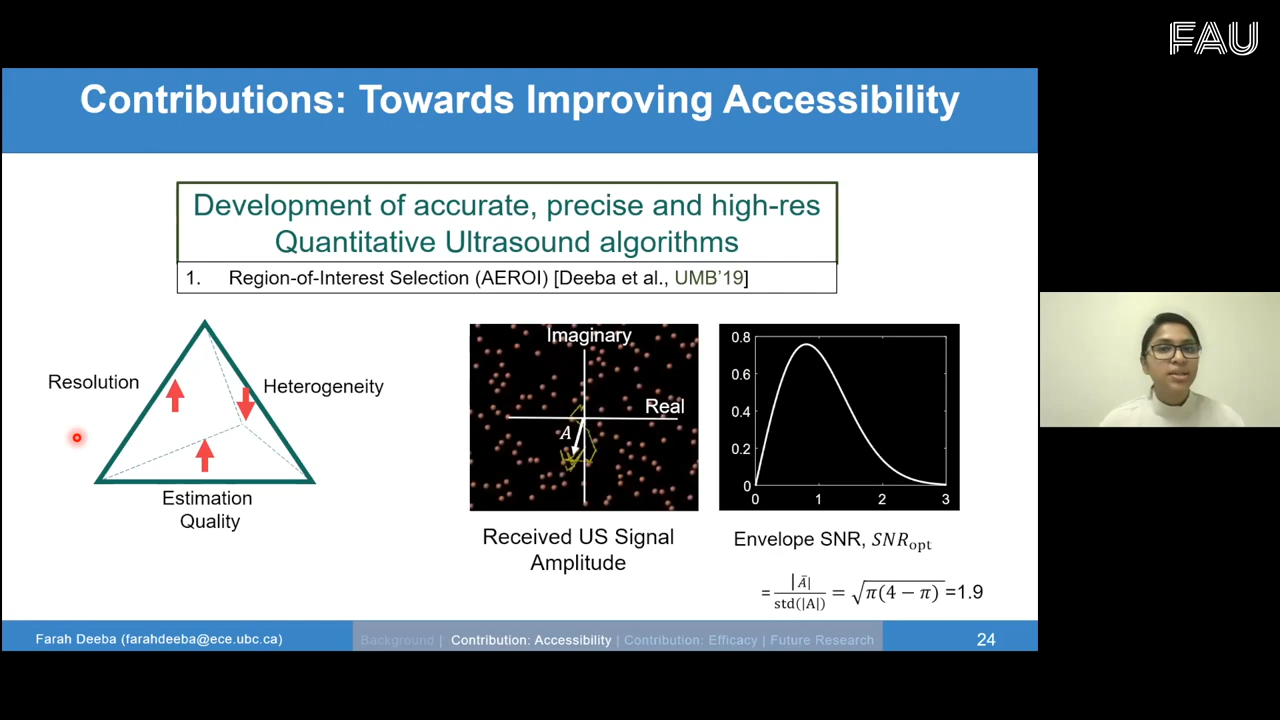 FAU
Contributions: Towards Improving Accessibility
Development of accurate, precise and high-res
Quantitative Ultrasound algorithms
1. Region-of-Interest Selection (AEROI) [Deeba et al., UMB'19]
Resolution
Heterogeneity
Estimation
Quality
Imaginary
Real
A
Received US Signal
Amplitude
0.8
0.6
0.4
0.2
0
0 1 2 3
Envelope SNR, SNR_opt
= |Ā| / std(|A|) = √π(4 − π) =1.9
Farah Deeba (farahdeeba@ece.ubc.ca)
Background | Contribution: Accessibility | Contribution: Efficacy | Future Research
24